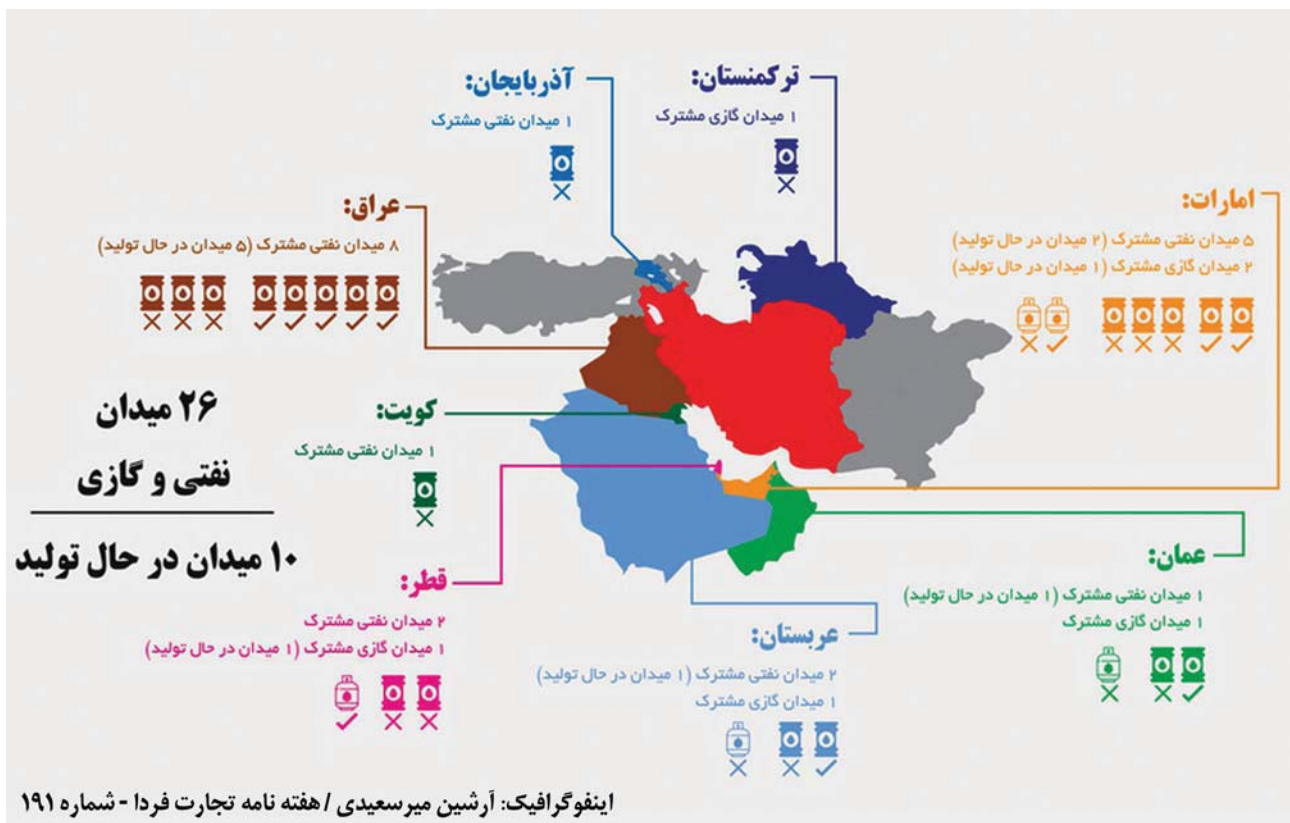 ترکمنستان:
۱ میدان گازی مشترک
آذربایجان:
۱ میدان نفتی مشترک
امارات:
۵ میدان نفتی مشترک (۲ میدان در حال تولید)
۲ میدان گازی مشترک (۱ میدان در حال تولید)
عراق:
۸ میدان نفتی مشترک (۵ میدان در حال تولید)
۲۶ میدان
نفتی و گازی
۱۰ میدان در حال تولید
کویت:
۱ میدان نفتی مشترک
عمان:
۱ میدان نفتی مشترک (۱ میدان در حال تولید)
۱ میدان گازی مشترک
قطر:
۲ میدان نفتی مشترک
۱ میدان گازی مشترک (۱ میدان در حال تولید)
عربستان:
۲ میدان نفتی مشترک (۱ میدان در حال تولید)
۱ میدان گازی مشترک
اینفوگرافیک: آرشین میرسعیدی / هفته نامه تجارت فردا - شماره ۱۹۱